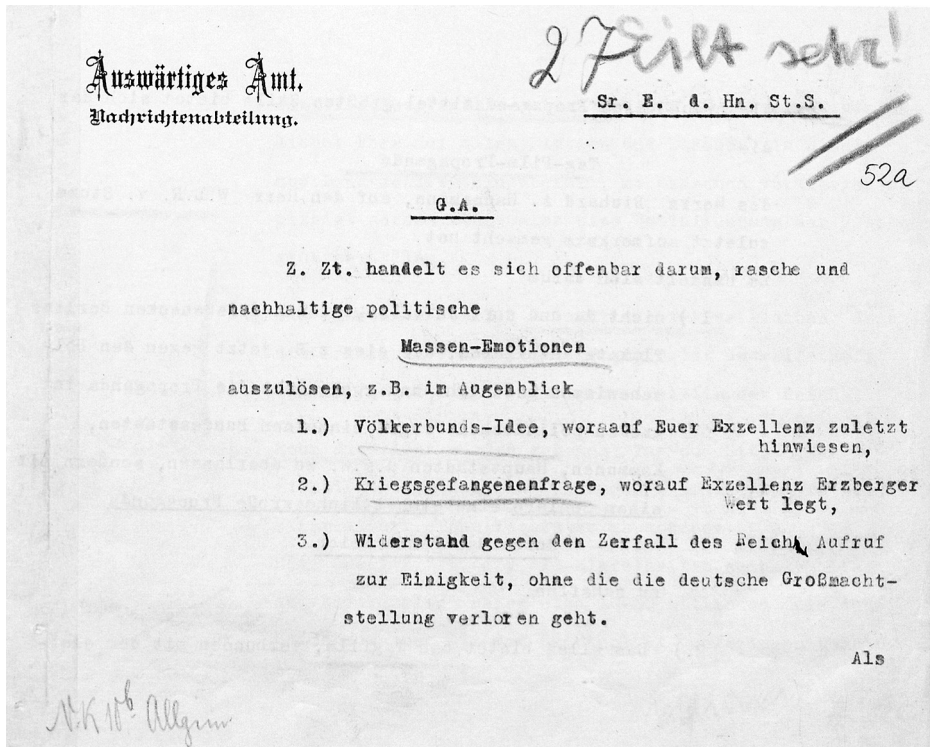 27 Eilt sehr!
Auswärtiges Amt.
Nachrichtenabteilung.
Sr. E. d. Hn. St.S.
52a
G.A.
Z. Zt. handelt es sich offenbar darum, rasche und
nachhaltige politische
Massen-Emotionen
auszulösen, z.B. im Augenblick
1.) Völkerbunds-Idee, woraauf Euer Exzellenz zuletzt
hinwiesen,
2.) Kriegsgefangenenfrage, worauf Exzellenz Erzberger
Wert legt,
3.) Widerstand gegen den Zerfall des Reichs, Aufruf
zur Einigkeit, ohne die die deutsche Großmacht-
stellung verloren geht.
Als